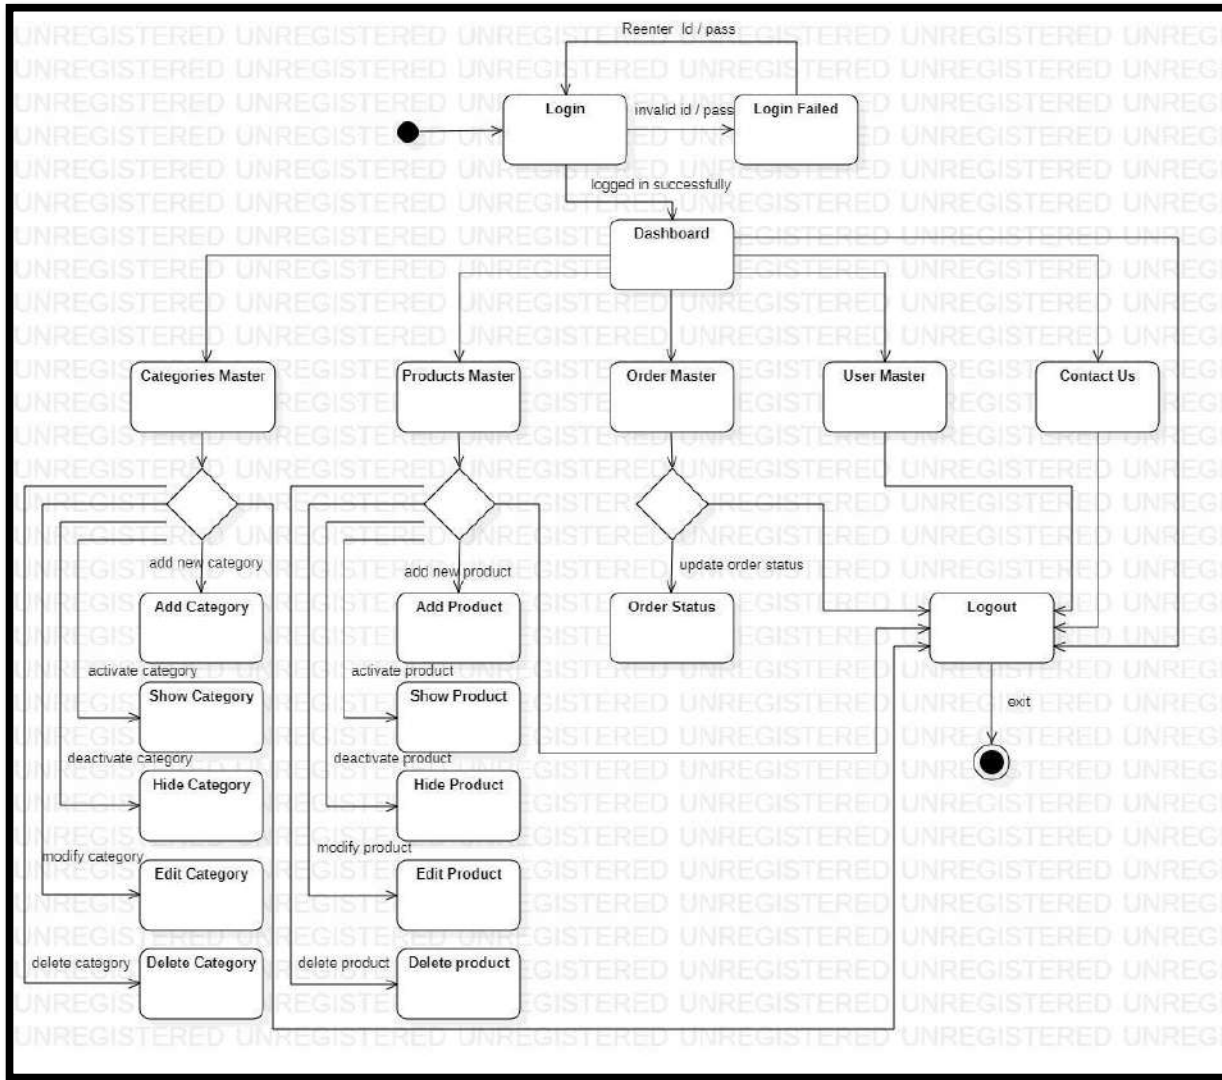 Reenter Id / pass
Login
invalid id / pass
Login Failed
logged in successfully
Dashboard
Categories Master
Products Master
Order Master
User Master
Contact Us
add new category
add new product
update order status
Add Category
Add Product
Order Status
Logout
activate category
activate product
Show Category
Show Product
exit
deactivate category
deactivate product
Hide Category
Hide Product
modify category
modify product
Edit Category
Edit Product
delete category
Delete Category
delete product
Delete product
UNREGISTERED UNREGISTERED UNREGISTERED UNREGISTERED UNREGISTERED UNREGI